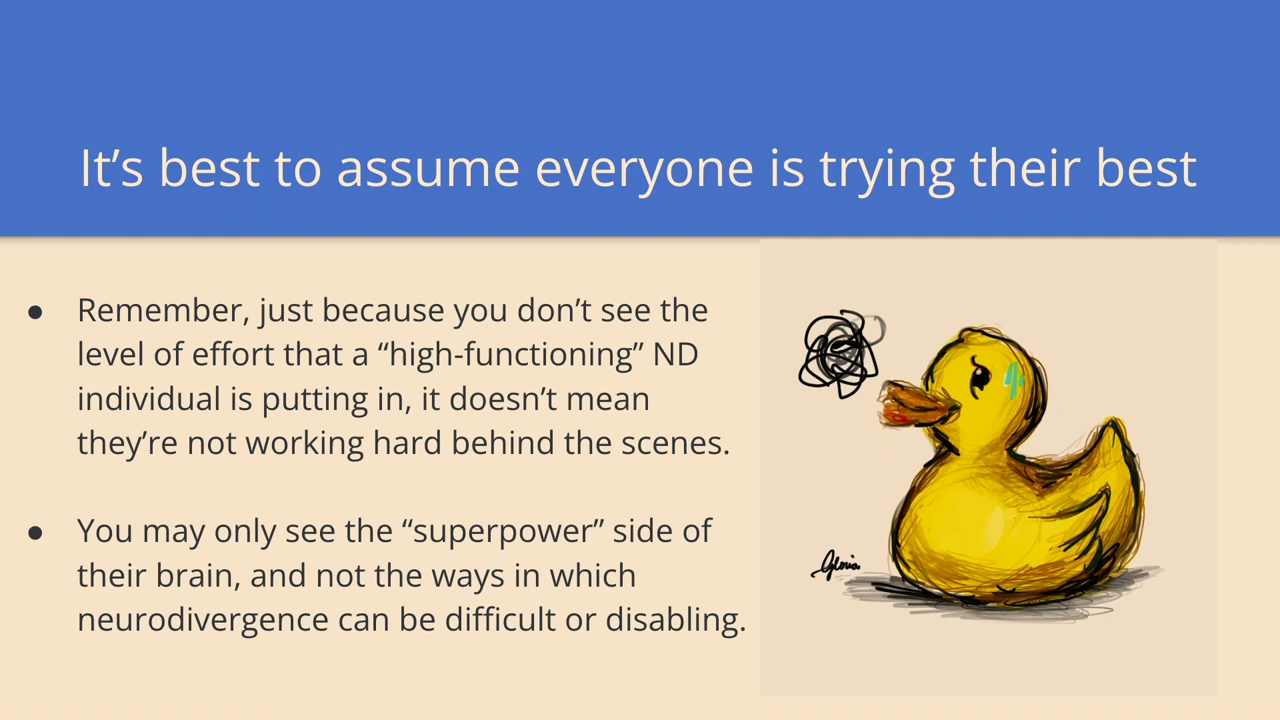 It’s best to assume everyone is trying their best
● Remember, just because you don’t see the
level of effort that a “high-functioning” ND
individual is putting in, it doesn’t mean
they’re not working hard behind the scenes.
● You may only see the “superpower” side of
their brain, and not the ways in which
neurodivergence can be difficult or disabling.
Gloria